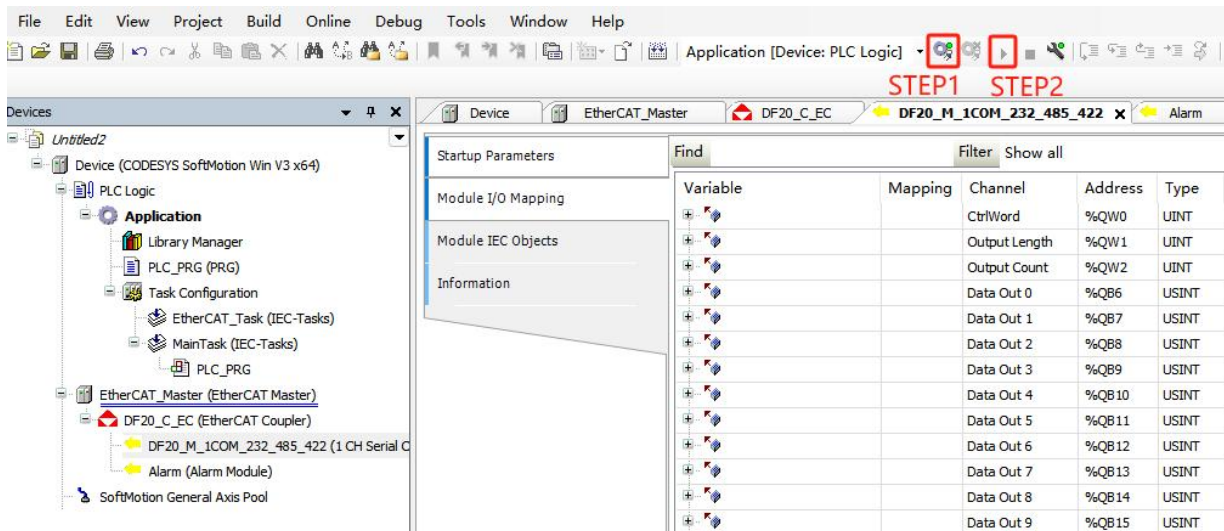 File Edit View Project Build Online Debug Tools Window Help
Application [Device: PLC Logic]
STEP1 STEP2
Devices
Device EtherCAT_Master DF20_C_EC DF20_M_1COM_232_485_422 Alarm
Untitled2
Device (CODESYS SoftMotion Win V3 x64)
PLC Logic
Application
Library Manager
PLC_PRG (PRG)
Task Configuration
EtherCAT_Task (IEC-Tasks)
MainTask (IEC-Tasks)
PLC_PRG
EtherCAT_Master (EtherCAT Master)
DF20_C_EC (EtherCAT Coupler)
DF20_M_1COM_232_485_422 (1 CH Serial C
Alarm (Alarm Module)
SoftMotion General Axis Pool
Startup Parameters
Module I/O Mapping
Module IEC Objects
Information
Find Filter Show all
Variable Mapping Channel Address Type
CtrlWord %QW0 UINT
Output Length %QW1 UINT
Output Count %QW2 UINT
Data Out 0 %QB6 USINT
Data Out 1 %QB7 USINT
Data Out 2 %QB8 USINT
Data Out 3 %QB9 USINT
Data Out 4 %QB10 USINT
Data Out 5 %QB11 USINT
Data Out 6 %QB12 USINT
Data Out 7 %QB13 USINT
Data Out 8 %QB14 USINT
Data Out 9 %QB15 USINT